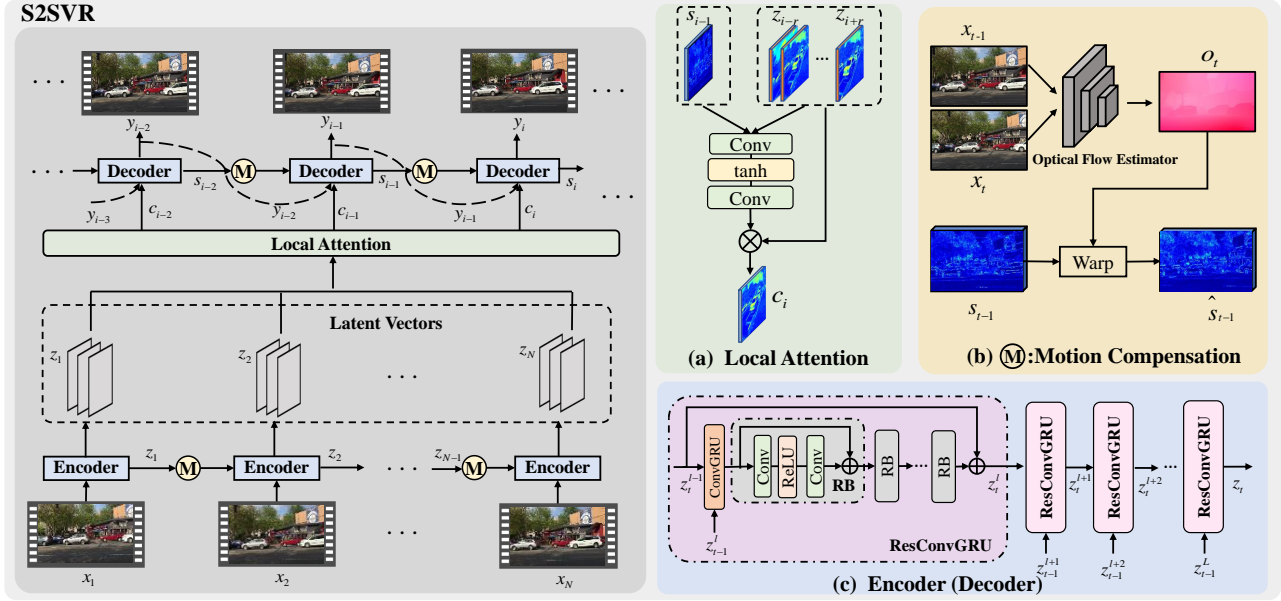 S2SVR
. . .
. . .
y_{i-2}
y_{i-1}
y_i
. . .
Decoder
s_{i-2}
M
Decoder
s_{i-1}
M
Decoder
s_i
. . .
y_{i-3}
c_{i-2}
y_{i-2}
c_{i-1}
y_{i-1}
c_i
Local Attention
Latent Vectors
z_1
z_2
. . .
z_N
Encoder
z_1
M
Encoder
z_2
. . .
z_{N-1}
M
Encoder
. . .
x_1
x_2
x_N
s_{i-1}
z_{i-r}
...
z_{i+r}
Conv
tanh
Conv
c_i
(a) Local Attention
x_{t-1}
x_t
Optical Flow Estimator
o_t
s_{t-1}
Warp
\hat{s}_{t-1}
(b) M:Motion Compensation
z_t^{l-1}
ConvGRU
z_{t-1}^l
Conv
ReLU
Conv
RB
RB
...
RB
z_t^l
ResConvGRU
ResConvGRU
z_t^{l+1}
ResConvGRU
z_t^{l+2}
...
ResConvGRU
z_t
z_{t-1}^{l+1}
z_{t-1}^{l+2}
z_{t-1}^L
(c) Encoder (Decoder)